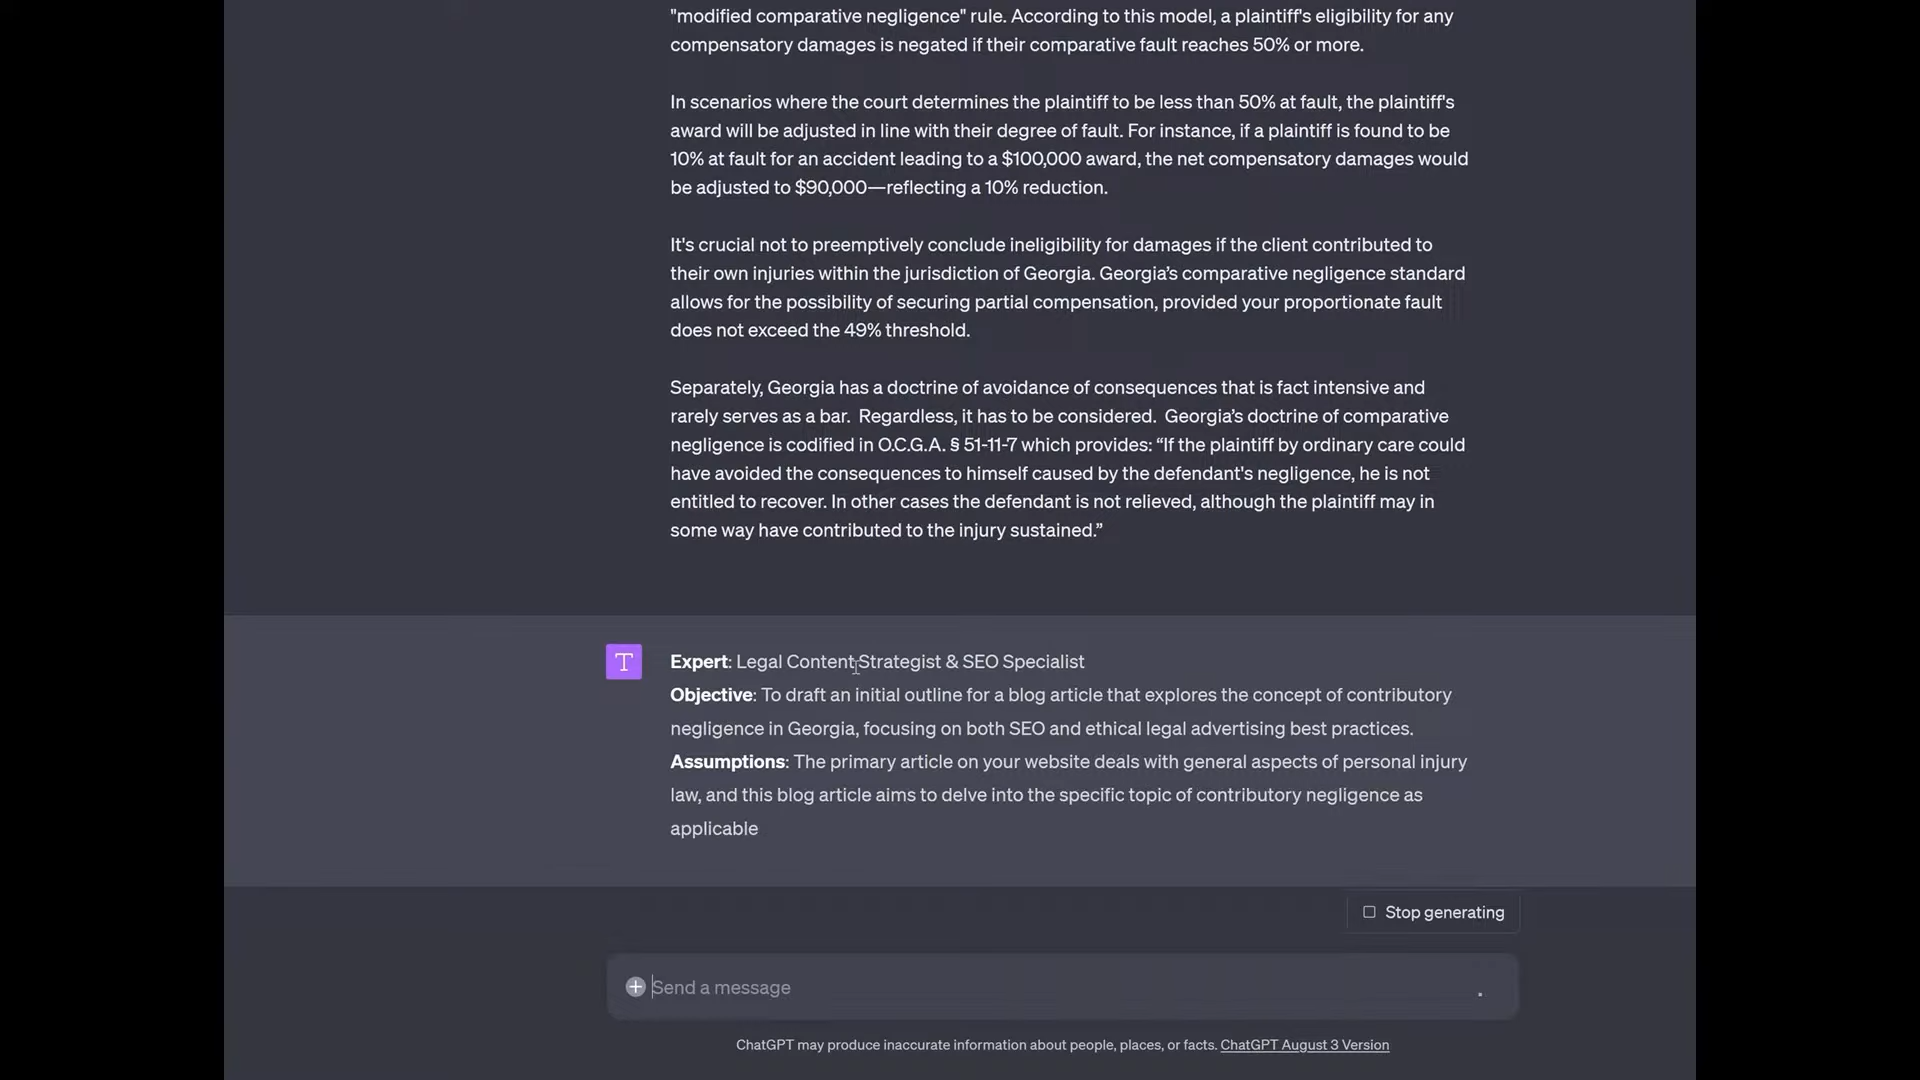 "modified comparative negligence" rule. According to this model, a plaintiff's eligibility for any
compensatory damages is negated if their comparative fault reaches 50% or more.
In scenarios where the court determines the plaintiff to be less than 50% at fault, the plaintiff's
award will be adjusted in line with their degree of fault. For instance, if a plaintiff is found to be
10% at fault for an accident leading to a $100,000 award, the net compensatory damages would
be adjusted to $90,000—reflecting a 10% reduction.
It's crucial not to preemptively conclude ineligibility for damages if the client contributed to
their own injuries within the jurisdiction of Georgia. Georgia’s comparative negligence standard
allows for the possibility of securing partial compensation, provided your proportionate fault
does not exceed the 49% threshold.
Separately, Georgia has a doctrine of avoidance of consequences that is fact intensive and
rarely serves as a bar.  Regardless, it has to be considered.  Georgia’s doctrine of comparative
negligence is codified in O.C.G.A. § 51-11-7 which provides: “If the plaintiff by ordinary care could
have avoided the consequences to himself caused by the defendant's negligence, he is not
entitled to recover. In other cases the defendant is not relieved, although the plaintiff may in
some way have contributed to the injury sustained.”
T
Expert: Legal Content Strategist & SEO Specialist
Objective: To draft an initial outline for a blog article that explores the concept of contributory
negligence in Georgia, focusing on both SEO and ethical legal advertising best practices.
Assumptions: The primary article on your website deals with general aspects of personal injury
law, and this blog article aims to delve into the specific topic of contributory negligence as
applicable
Stop generating
Send a message
ChatGPT may produce inaccurate information about people, places, or facts. ChatGPT August 3 Version